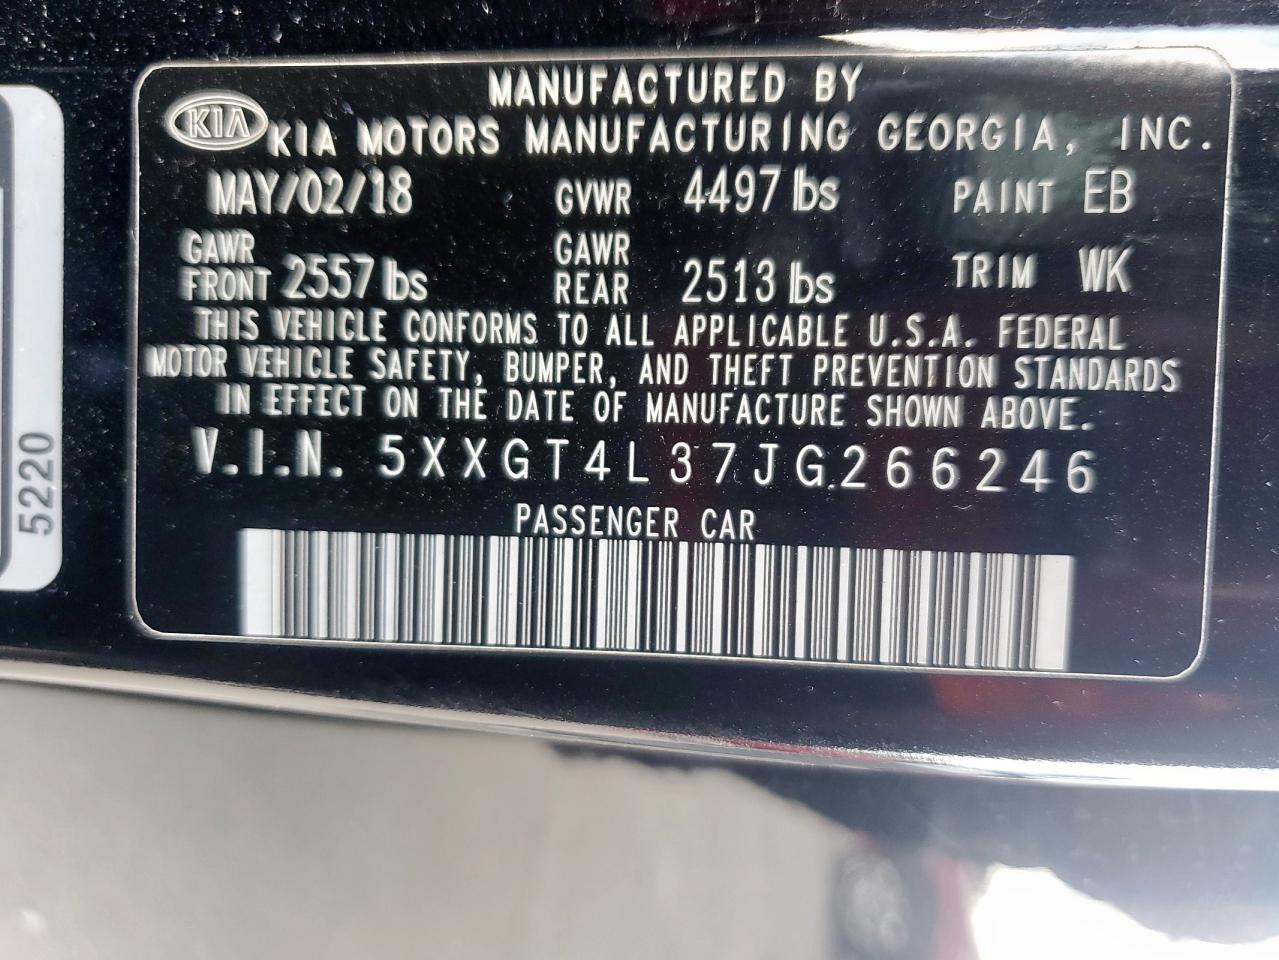 MANUFACTURED BY
KIA KIA MOTORS MANUFACTURING GEORGIA, INC.
MAY/02/18 GVWR 4497 lbs PAINT EB
GAWR FRONT 2557 lbs GAWR REAR 2513 lbs TRIM WK
THIS VEHICLE CONFORMS TO ALL APPLICABLE U.S.A. FEDERAL
MOTOR VEHICLE SAFETY, BUMPER, AND THEFT PREVENTION STANDARDS
IN EFFECT ON THE DATE OF MANUFACTURE SHOWN ABOVE.
V.I.N. 5XXGT4L37JG266246
PASSENGER CAR
5220